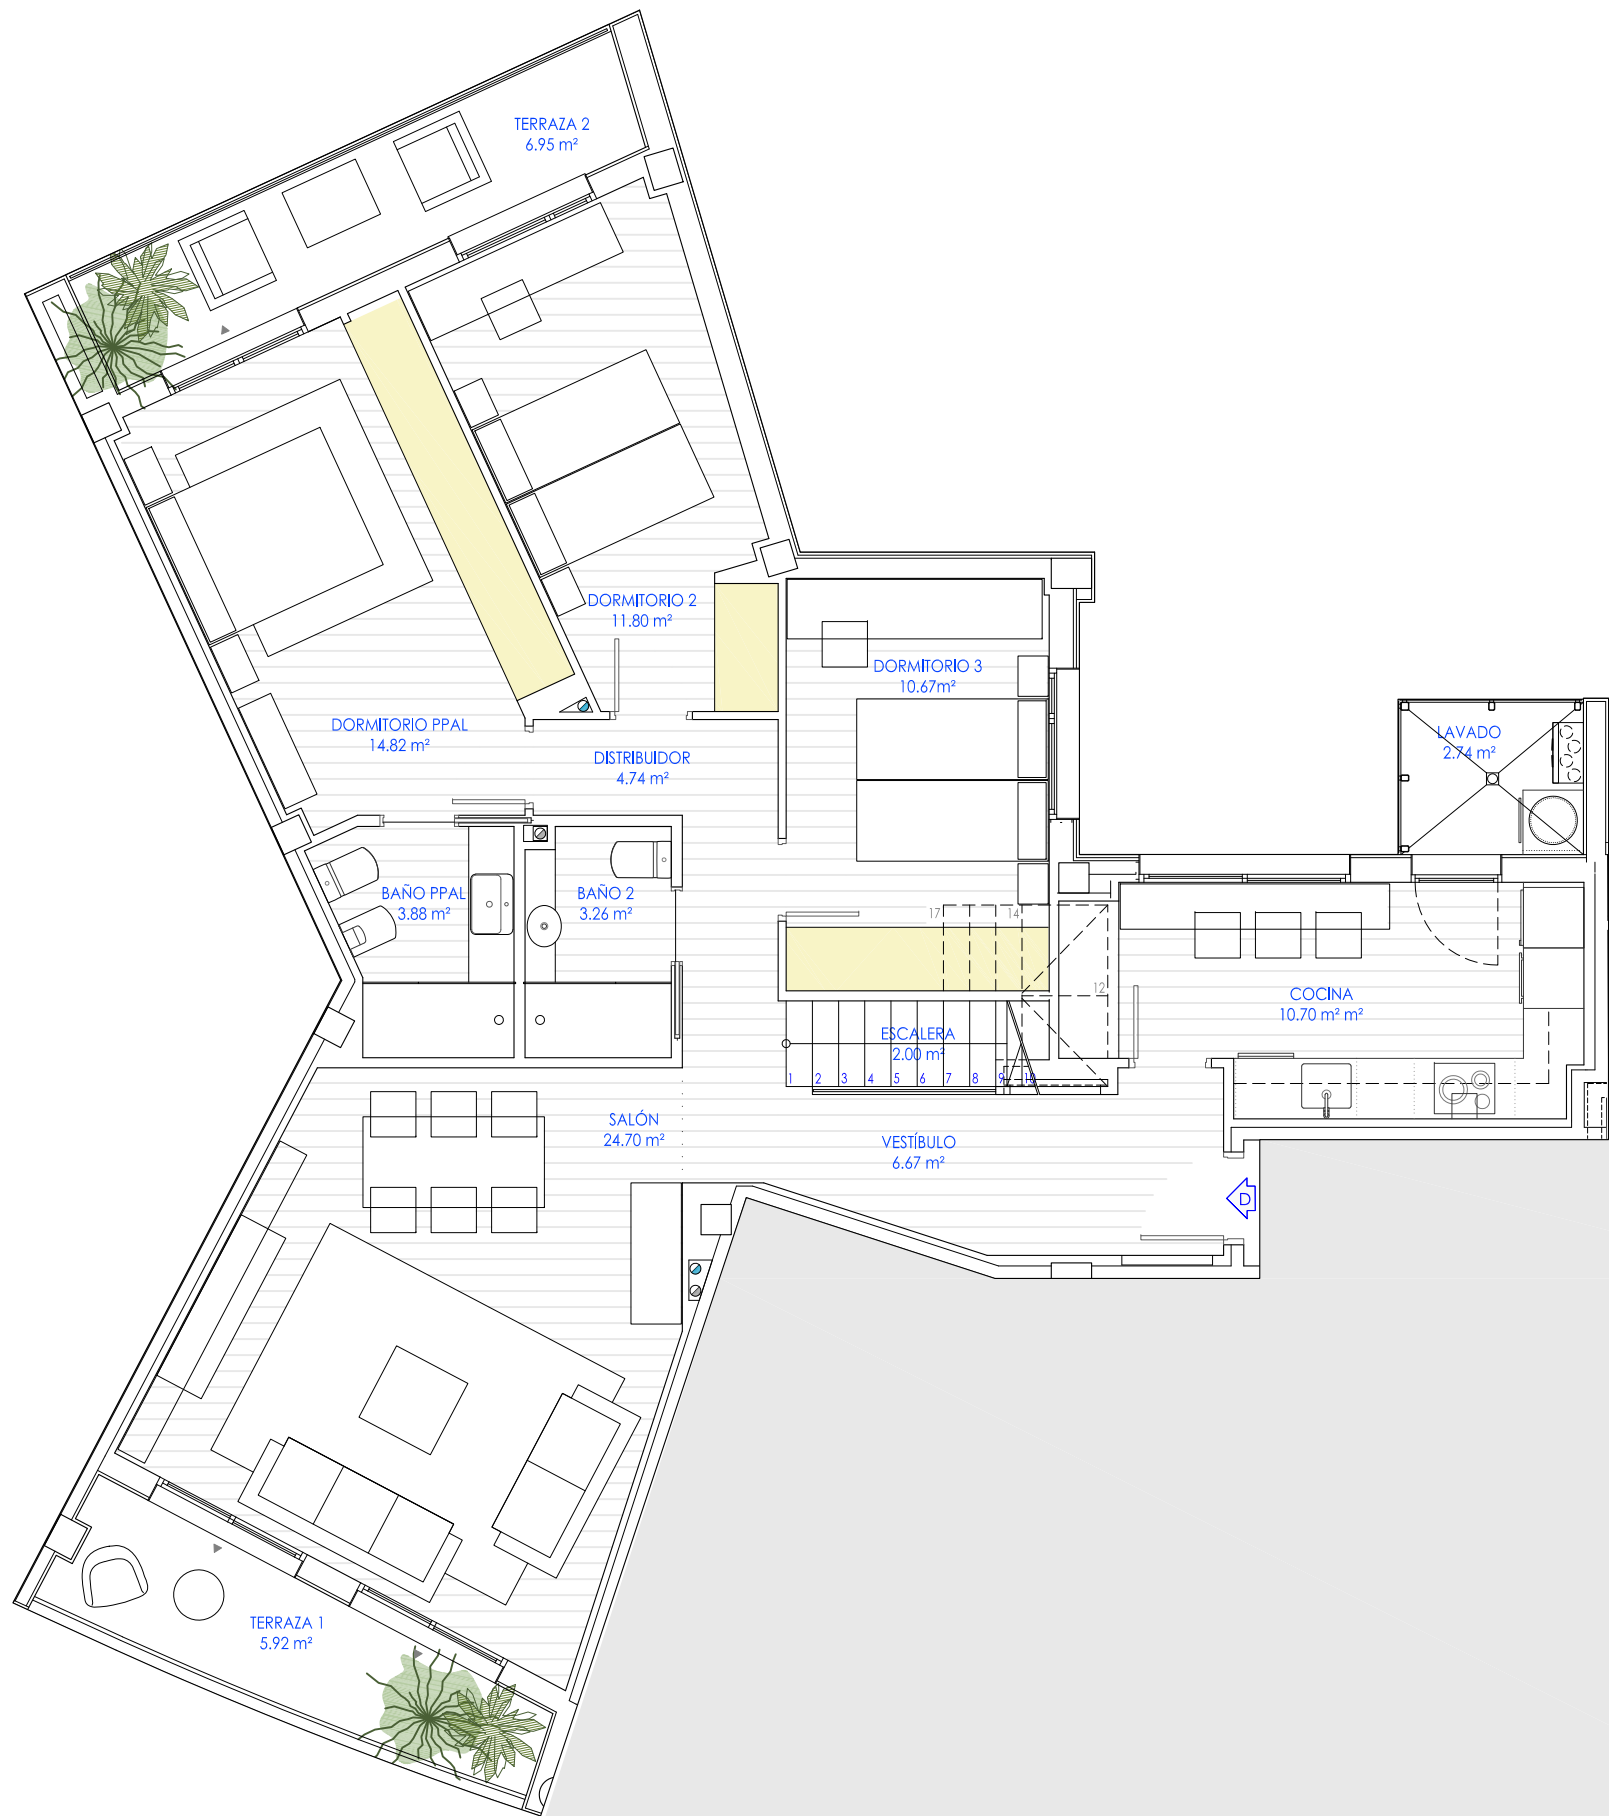 TERRAZA 2
6.95 m²
DORMITORIO 2
11.80 m²
DORMITORIO 3
10.67m²
DORMITORIO PPAL
14.82 m²
DISTRIBUIDOR
4.74 m²
LAVADO
2.74 m²
BAÑO PPAL
3.88 m²
BAÑO 2
3.26 m²
17
14
12
COCINA
10.70 m² m
ESCALERA
2.00 m²
1 2 3 4 5 6 7 8 9 10
SALÓN
24.70 m²
VESTÍBULO
6.67 m²
D
TERRAZA 1
5.92 m²